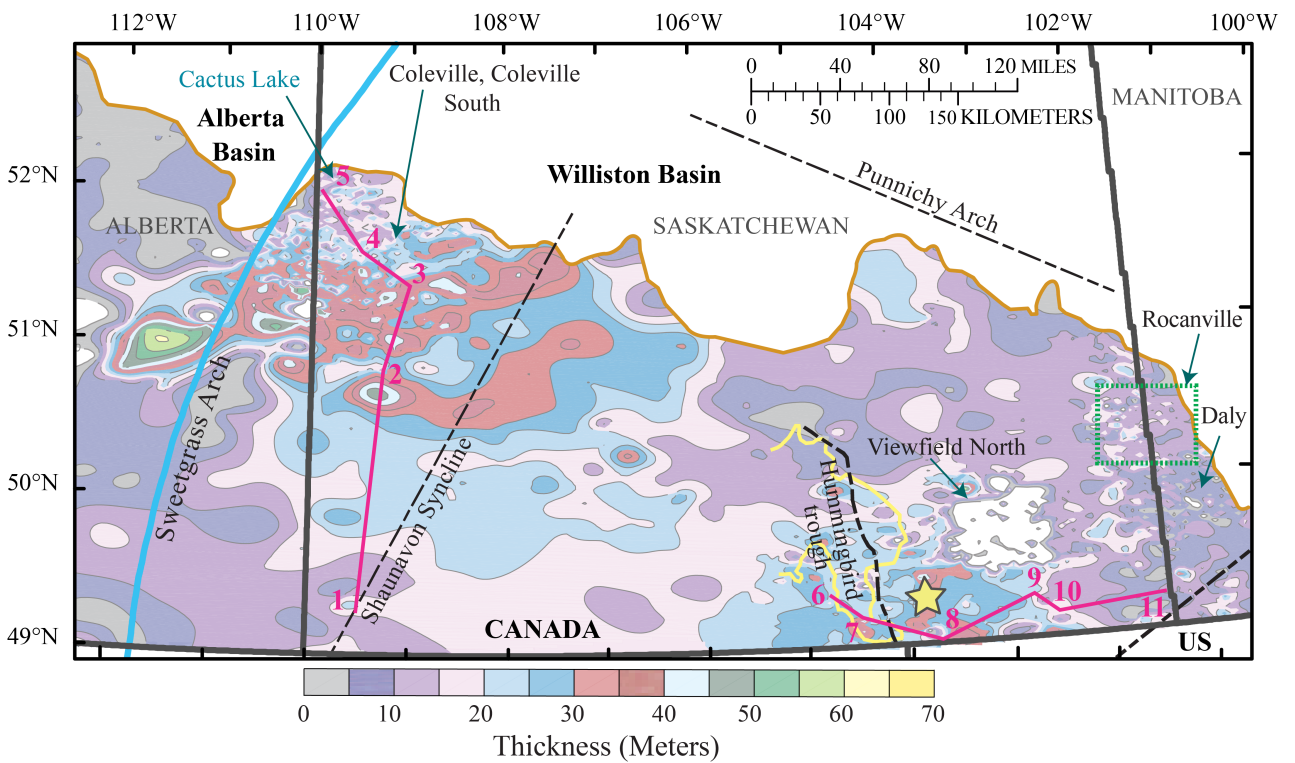 112°W 110°W 108°W 106°W 104°W 102°W 100°W
Cactus Lake
Coleville, Coleville
South
0 40 80 120 MILES
0 50 100 150 KILOMETERS
MANITOBA
Alberta
Basin
52°N
5
Williston Basin
Punnichy Arch
ALBERTA
SASKATCHEWAN
4
3
51°N
Rocanville
2
Daly
Sweetgrass Arch
Viewfield North
50°N
Shaunavon Syncline
Hummingbird
trough
1
6
7
8
9
10
11
49°N
CANADA
US
0 10 20 30 40 50 60 70
Thickness (Meters)